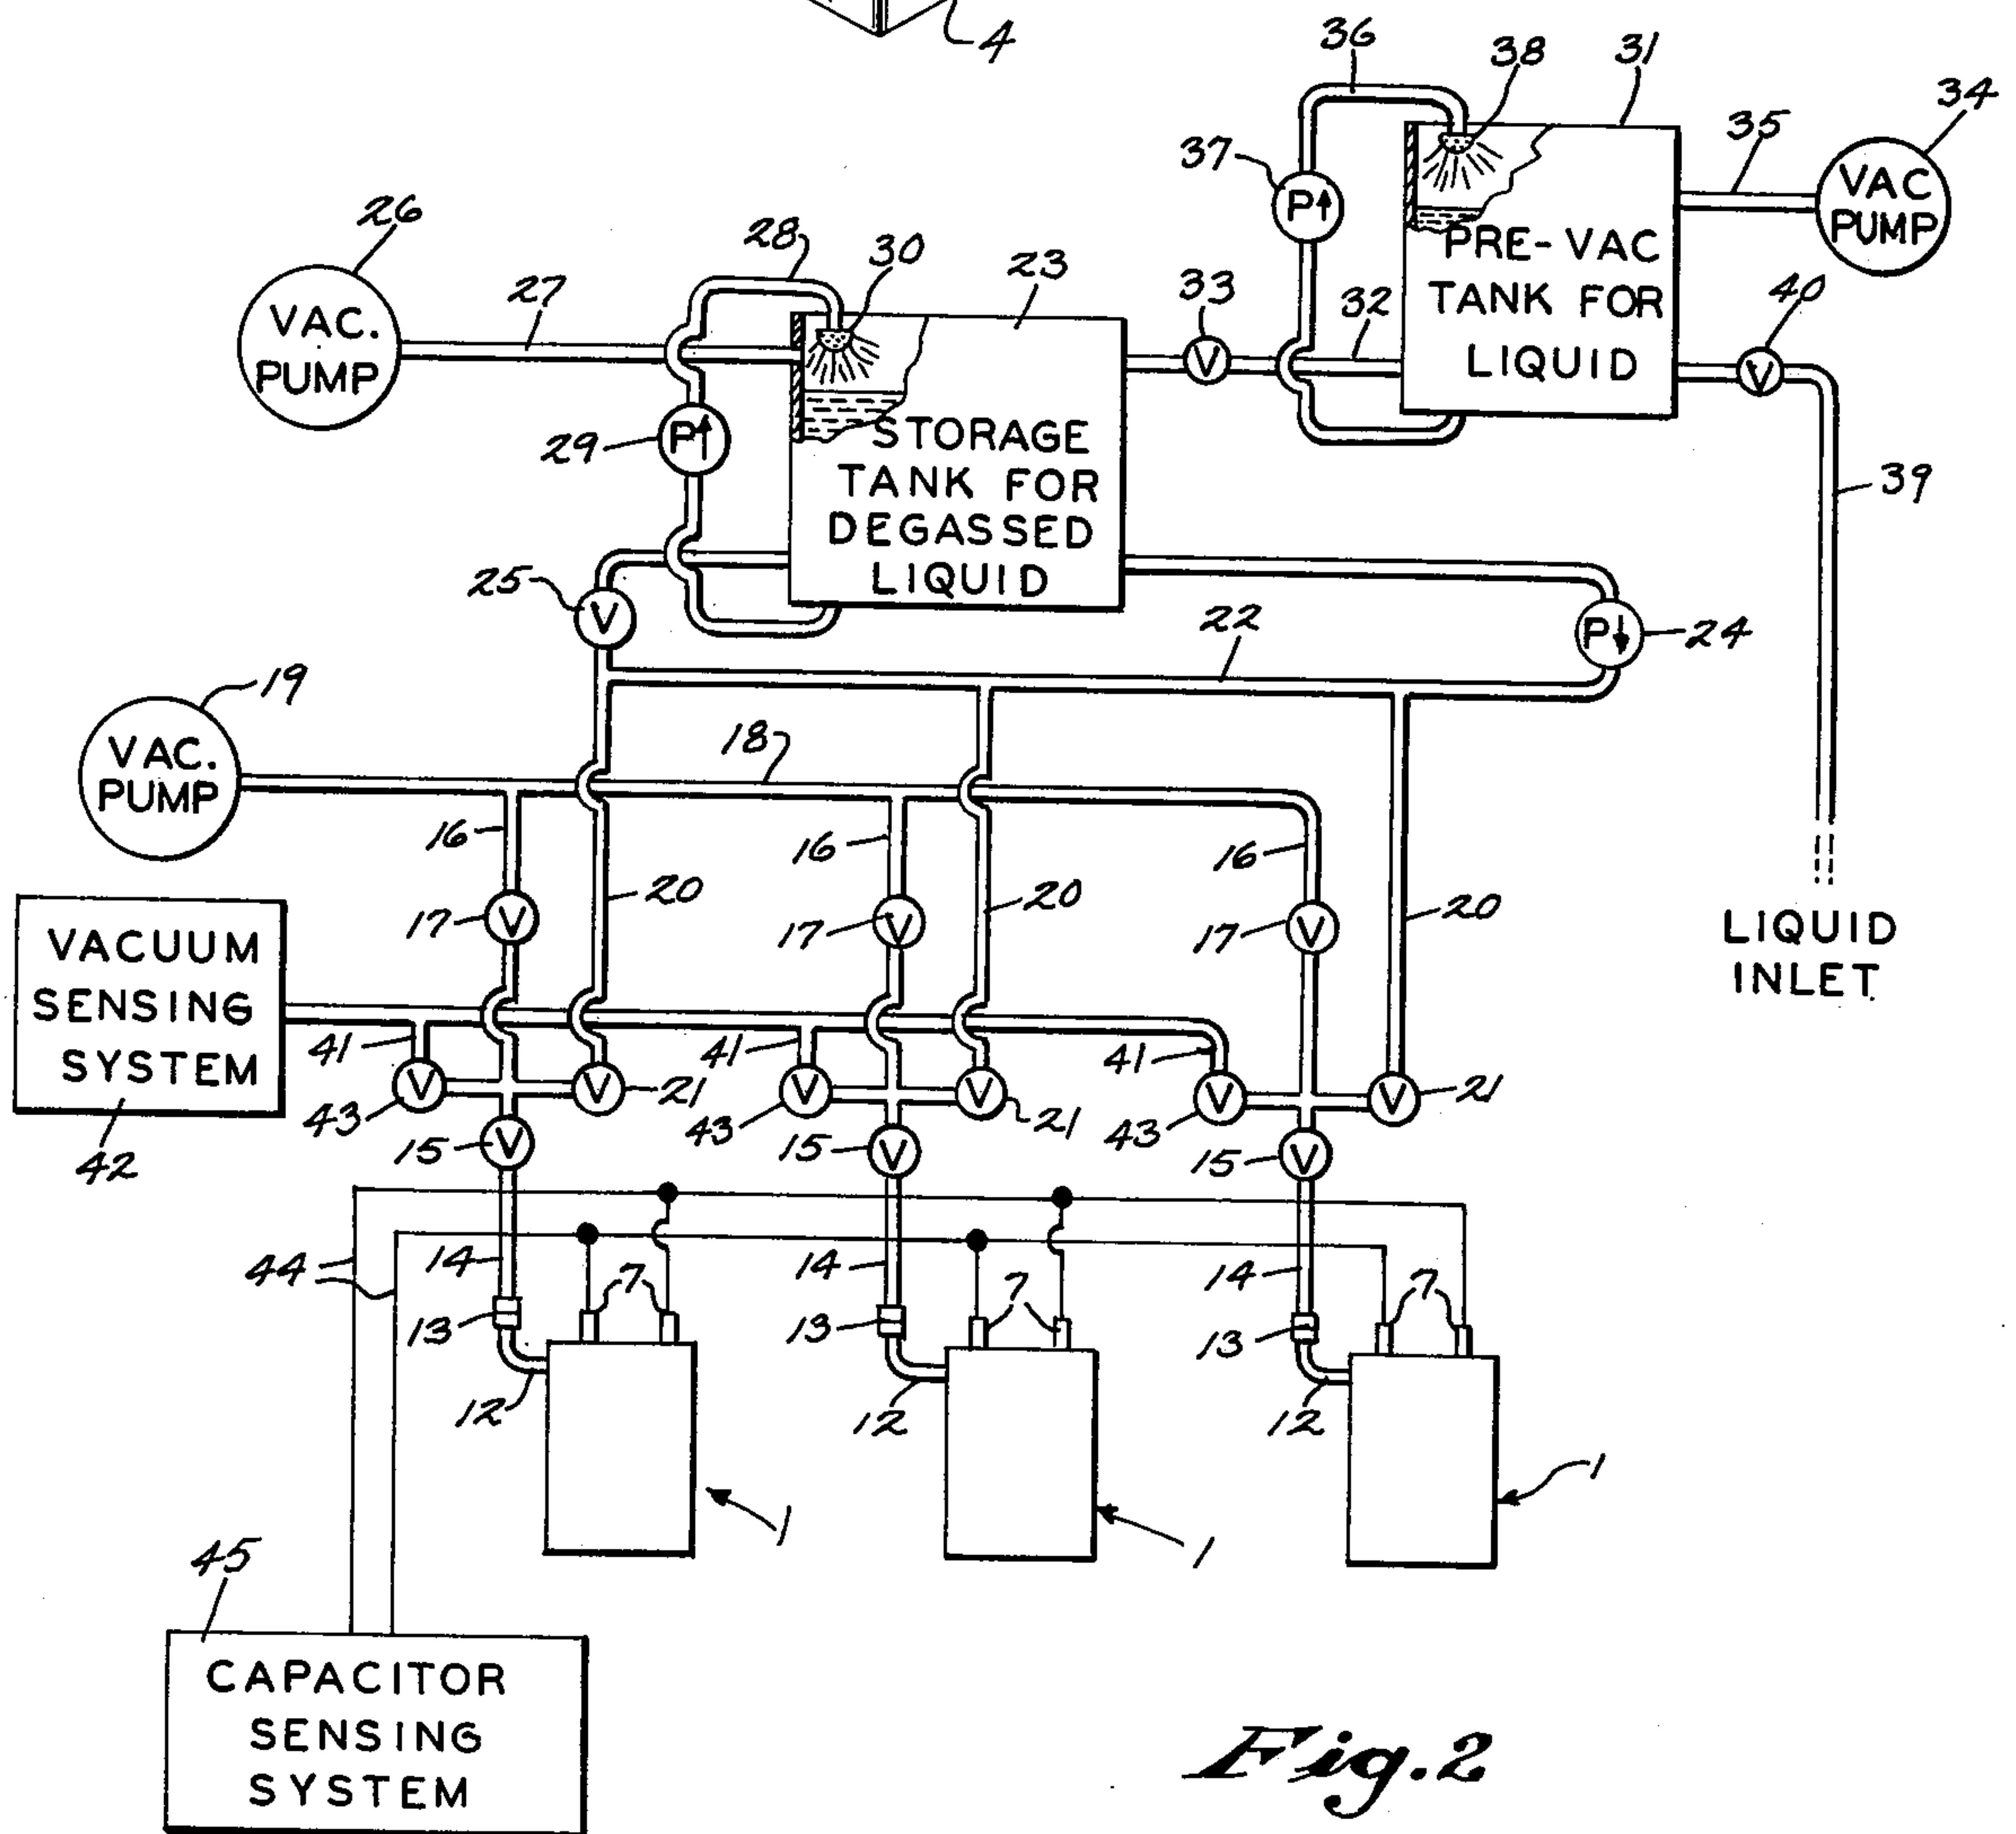 4
36
38
31
34
35
37
P
VAC
PUMP
26
28
30
23
33
32
PRE-VAC
TANK FOR
LIQUID
40
27
VAC.
PUMP
V
V
29
P
STORAGE
TANK FOR
DEGASSED
LIQUID
39
25
V
22
P
24
19
18
VAC.
PUMP
16
16
16
20
20
20
17
V
17
V
17
V
LIQUID
INLET
VACUUM
SENSING
SYSTEM
41
41
41
V
V
21
V
V
21
V
V
21
43
43
43
42
15
V
15
V
15
V
44
14
14
14
7
7
7
13
13
13
12
12
12
1
1
1
45
CAPACITOR
SENSING
SYSTEM
Fig. 2